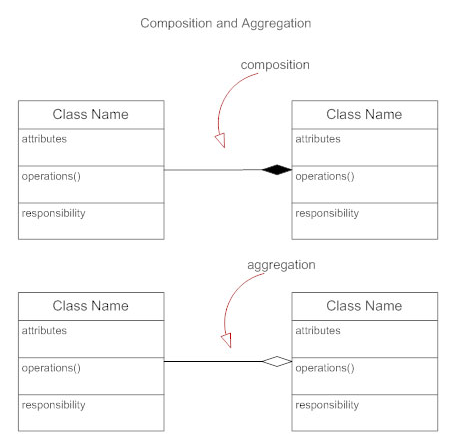 Composition and Aggregation
composition
Class Name
attributes
operations()
responsibility
Class Name
attributes
operations()
responsibility
aggregation
Class Name
attributes
operations()
responsibility
Class Name
attributes
operations()
responsibility